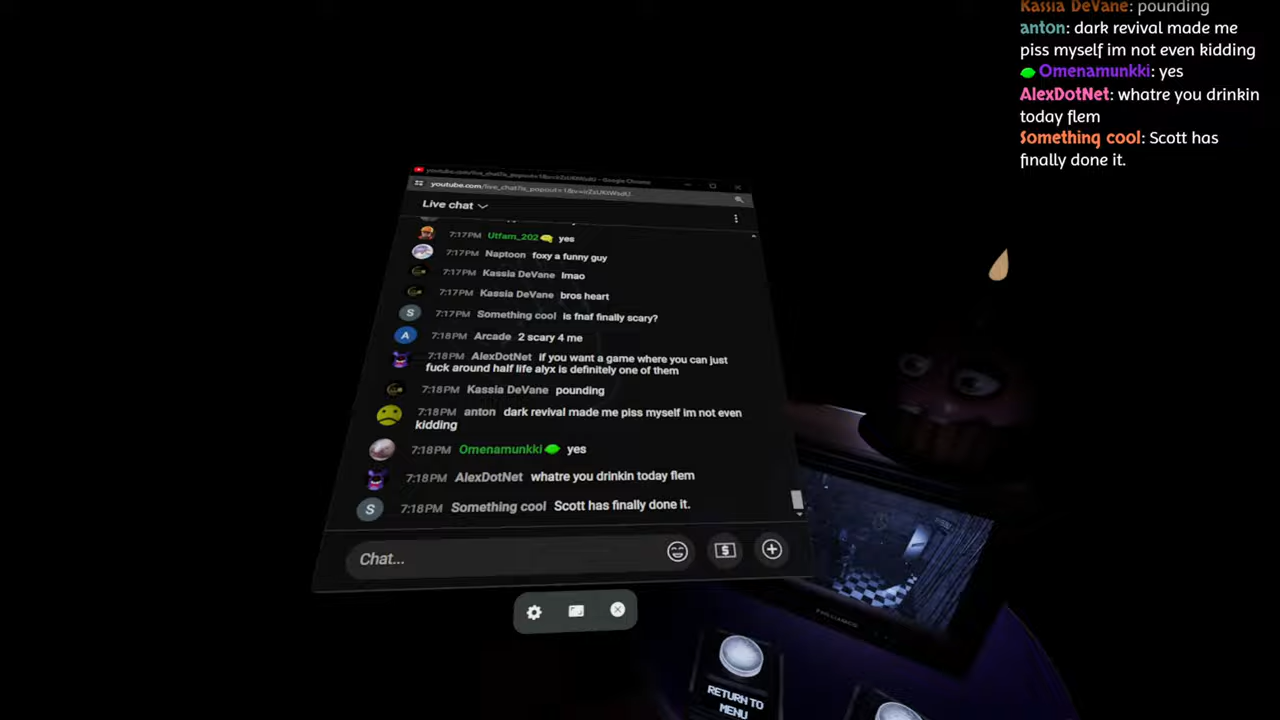 Kassia DeVane: pounding
anton: dark revival made me
piss myself im not even kidding
Omenamunkki: yes
AlexDotNet: whatre you drinkin
today flem
Something cool: Scott has
finally done it.
Live chat
7:17PM Utfam_202 yes
7:17PM Naptoon foxy a funny guy
7:17PM Kassia DeVane lmao
7:17PM Kassia DeVane bros heart
S 7:17PM Something cool is fnaf finally scary?
A 7:18PM Arcade 2 scary 4 me
7:18PM AlexDotNet if you want a game where you can just
fuck around half life alyx is definitely one of them
7:18PM Kassia DeVane pounding
7:18PM anton dark revival made me piss myself im not even
kidding
7:18PM Omenamunkki yes
7:18PM AlexDotNet whatre you drinkin today flem
S 7:18PM Something cool Scott has finally done it.
Chat...
RETURN TO
MENU